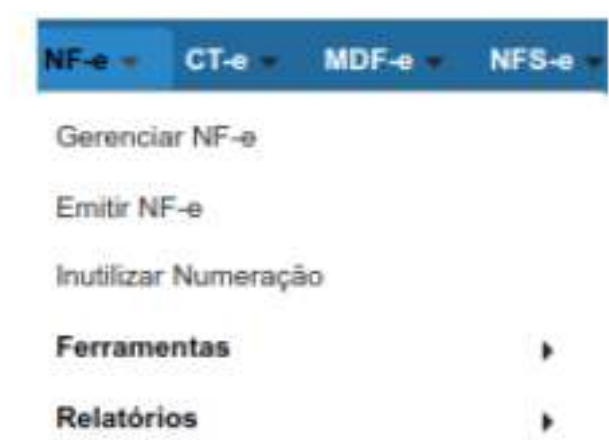 NF-e CT-e MDF-e NFS-e
Gerenciar NF-e
Emitir NF-e
Inutilizar Numeração
Ferramentas
Relatórios